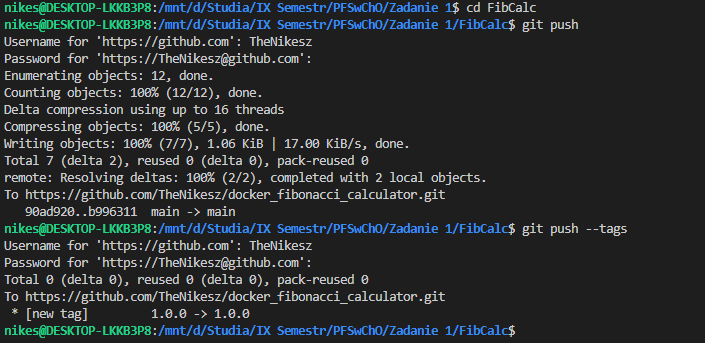 nikes@DESKTOP-LKKB3P8:/mnt/d/Studia/IX Semestr/PFSwChO/Zadanie 1$ cd FibCalc
nikes@DESKTOP-LKKB3P8:/mnt/d/Studia/IX Semestr/PFSwChO/Zadanie 1/FibCalc$ git push
Username for 'https://github.com': TheNikesz
Password for 'https://TheNikesz@github.com':
Enumerating objects: 12, done.
Counting objects: 100% (12/12), done.
Delta compression using up to 16 threads
Compressing objects: 100% (5/5), done.
Writing objects: 100% (7/7), 1.06 KiB | 17.00 KiB/s, done.
Total 7 (delta 2), reused 0 (delta 0), pack-reused 0
remote: Resolving deltas: 100% (2/2), completed with 2 local objects.
To https://github.com/TheNikesz/docker_fibonacci_calculator.git
   90ad920..b996311  main -> main
nikes@DESKTOP-LKKB3P8:/mnt/d/Studia/IX Semestr/PFSwChO/Zadanie 1/FibCalc$ git push --tags
Username for 'https://github.com': TheNikesz
Password for 'https://TheNikesz@github.com':
Total 0 (delta 0), reused 0 (delta 0), pack-reused 0
To https://github.com/TheNikesz/docker_fibonacci_calculator.git
 * [new tag]         1.0.0 -> 1.0.0
nikes@DESKTOP-LKKB3P8:/mnt/d/Studia/IX Semestr/PFSwChO/Zadanie 1/FibCalc$